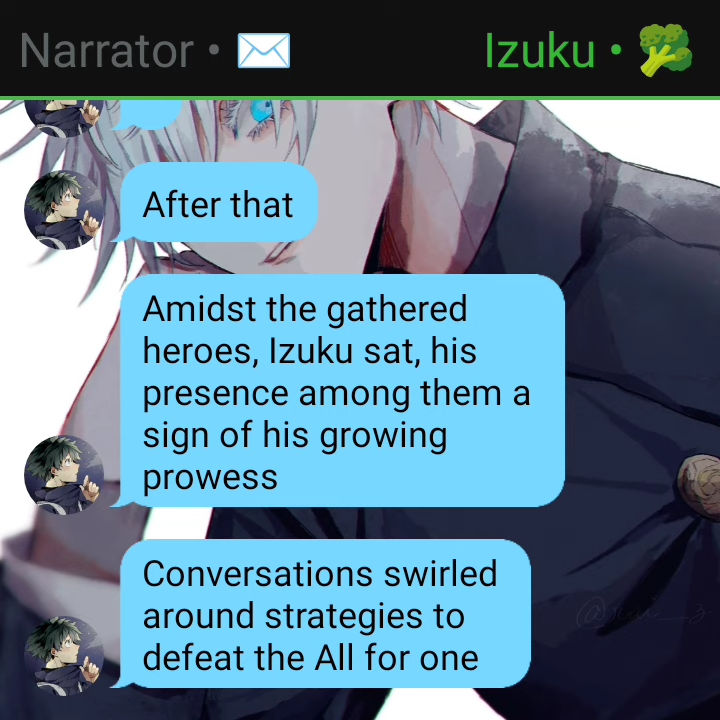 Narrator • ✉️
Izuku • 🥦
After that
Amidst the gathered
heroes, Izuku sat, his
presence among them a
sign of his growing
prowess
Conversations swirled
around strategies to
defeat the All for one